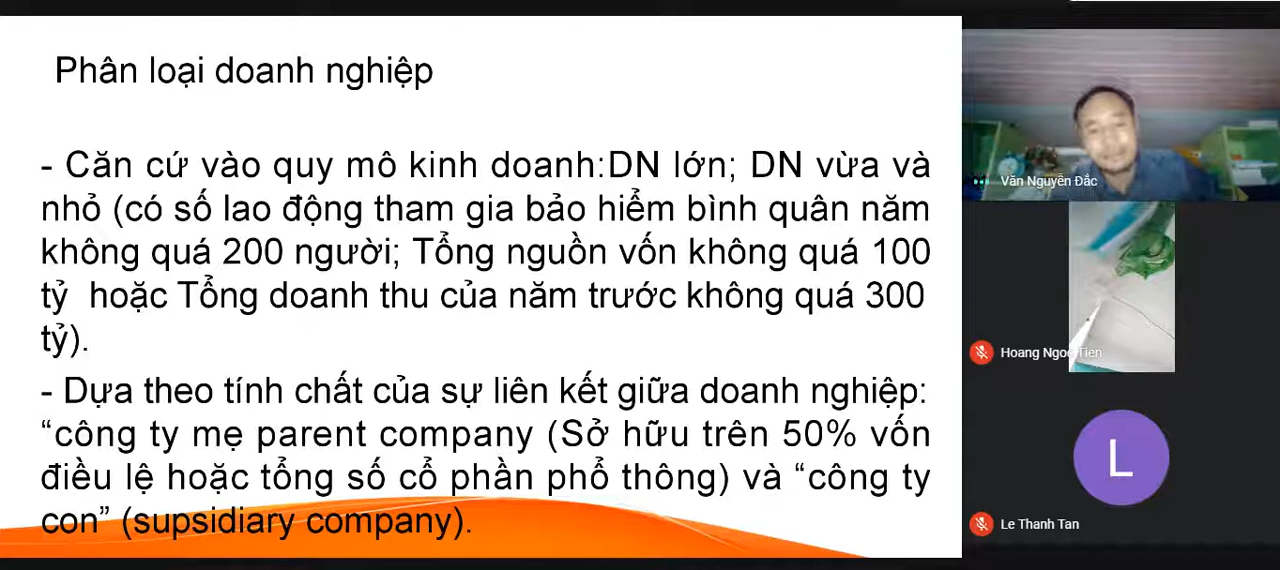 Phân loại doanh nghiệp
- Căn cứ vào quy mô kinh doanh:DN lớn; DN vừa và
nhỏ (có số lao động tham gia bảo hiểm bình quân năm
không quá 200 người; Tổng nguồn vốn không quá 100
tỷ hoặc Tổng doanh thu của năm trước không quá 300
tỷ).
- Dựa theo tính chất của sự liên kết giữa doanh nghiệp:
“công ty mẹ parent company (Sở hữu trên 50% vốn
điều lệ hoặc tổng số cổ phần phổ thông) và “công ty
con” (supsidiary company).
Văn Nguyễn Đắc
Hoang Ngoc Tien
L
Le Thanh Tan